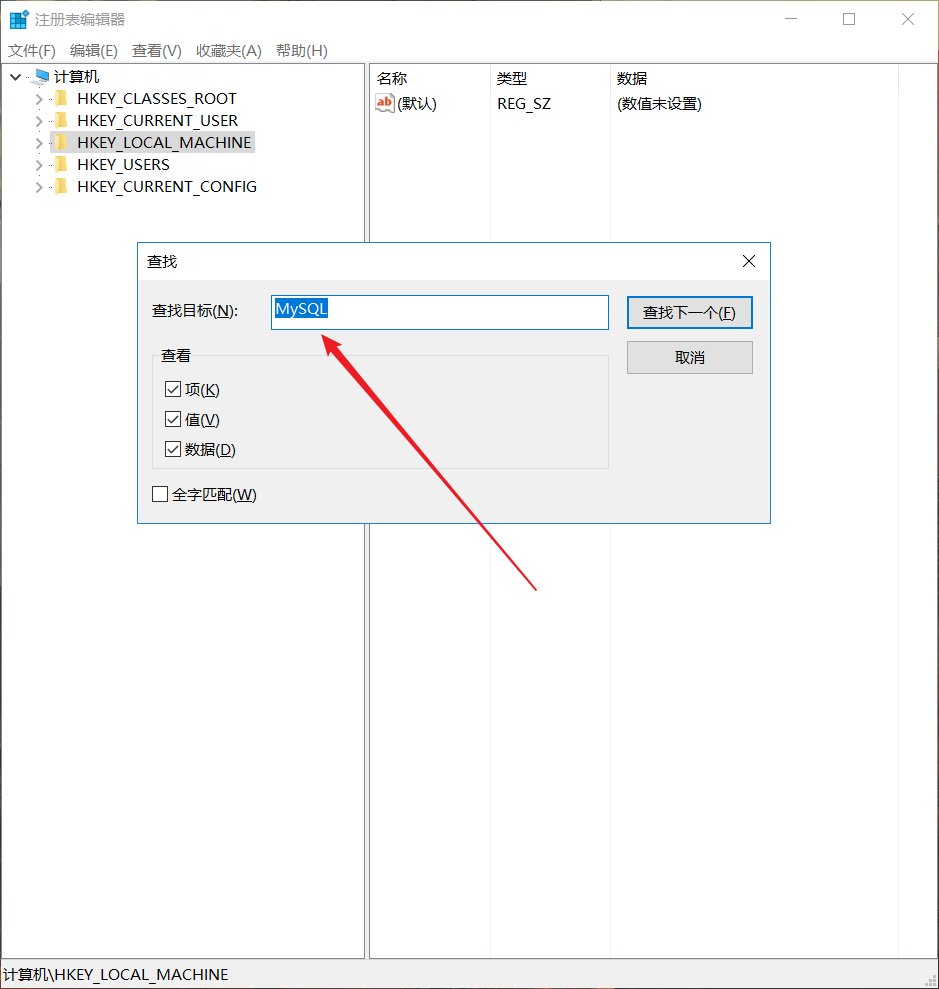 注册表编辑器
文件(F) 编辑(E) 查看(V) 收藏夹(A) 帮助(H)
计算机
HKEY_CLASSES_ROOT
HKEY_CURRENT_USER
HKEY_LOCAL_MACHINE
HKEY_USERS
HKEY_CURRENT_CONFIG
名称 类型 数据
ab (默认) REG_SZ (数值未设置)
查找
查找目标(N): MySQL 查找下一个(F)
取消
查看
项(K)
值(V)
数据(D)
全字匹配(W)
计算机\HKEY_LOCAL_MACHINE